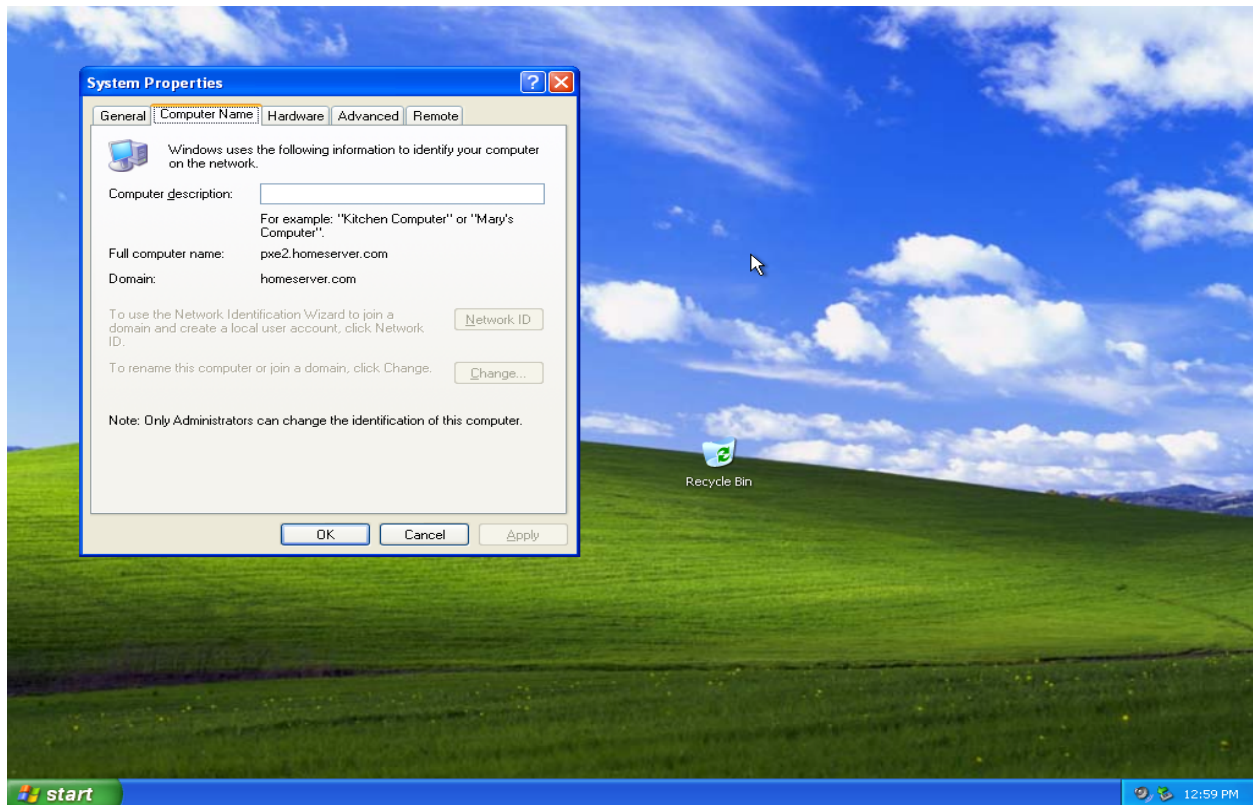 System Properties
General Computer Name Hardware Advanced Remote
Windows uses the following information to identify your computer
on the network.
Computer description:
For example: "Kitchen Computer" or "Mary's
Computer".
Full computer name: pxe2.homeserver.com
Domain: homeserver.com
To use the Network Identification Wizard to join a
domain and create a local user account, click Network
ID.
Network ID
To rename this computer or join a domain, click Change.
Change...
Note: Only Administrators can change the identification of this computer.
OK Cancel Apply
Recycle Bin
start
12:59 PM